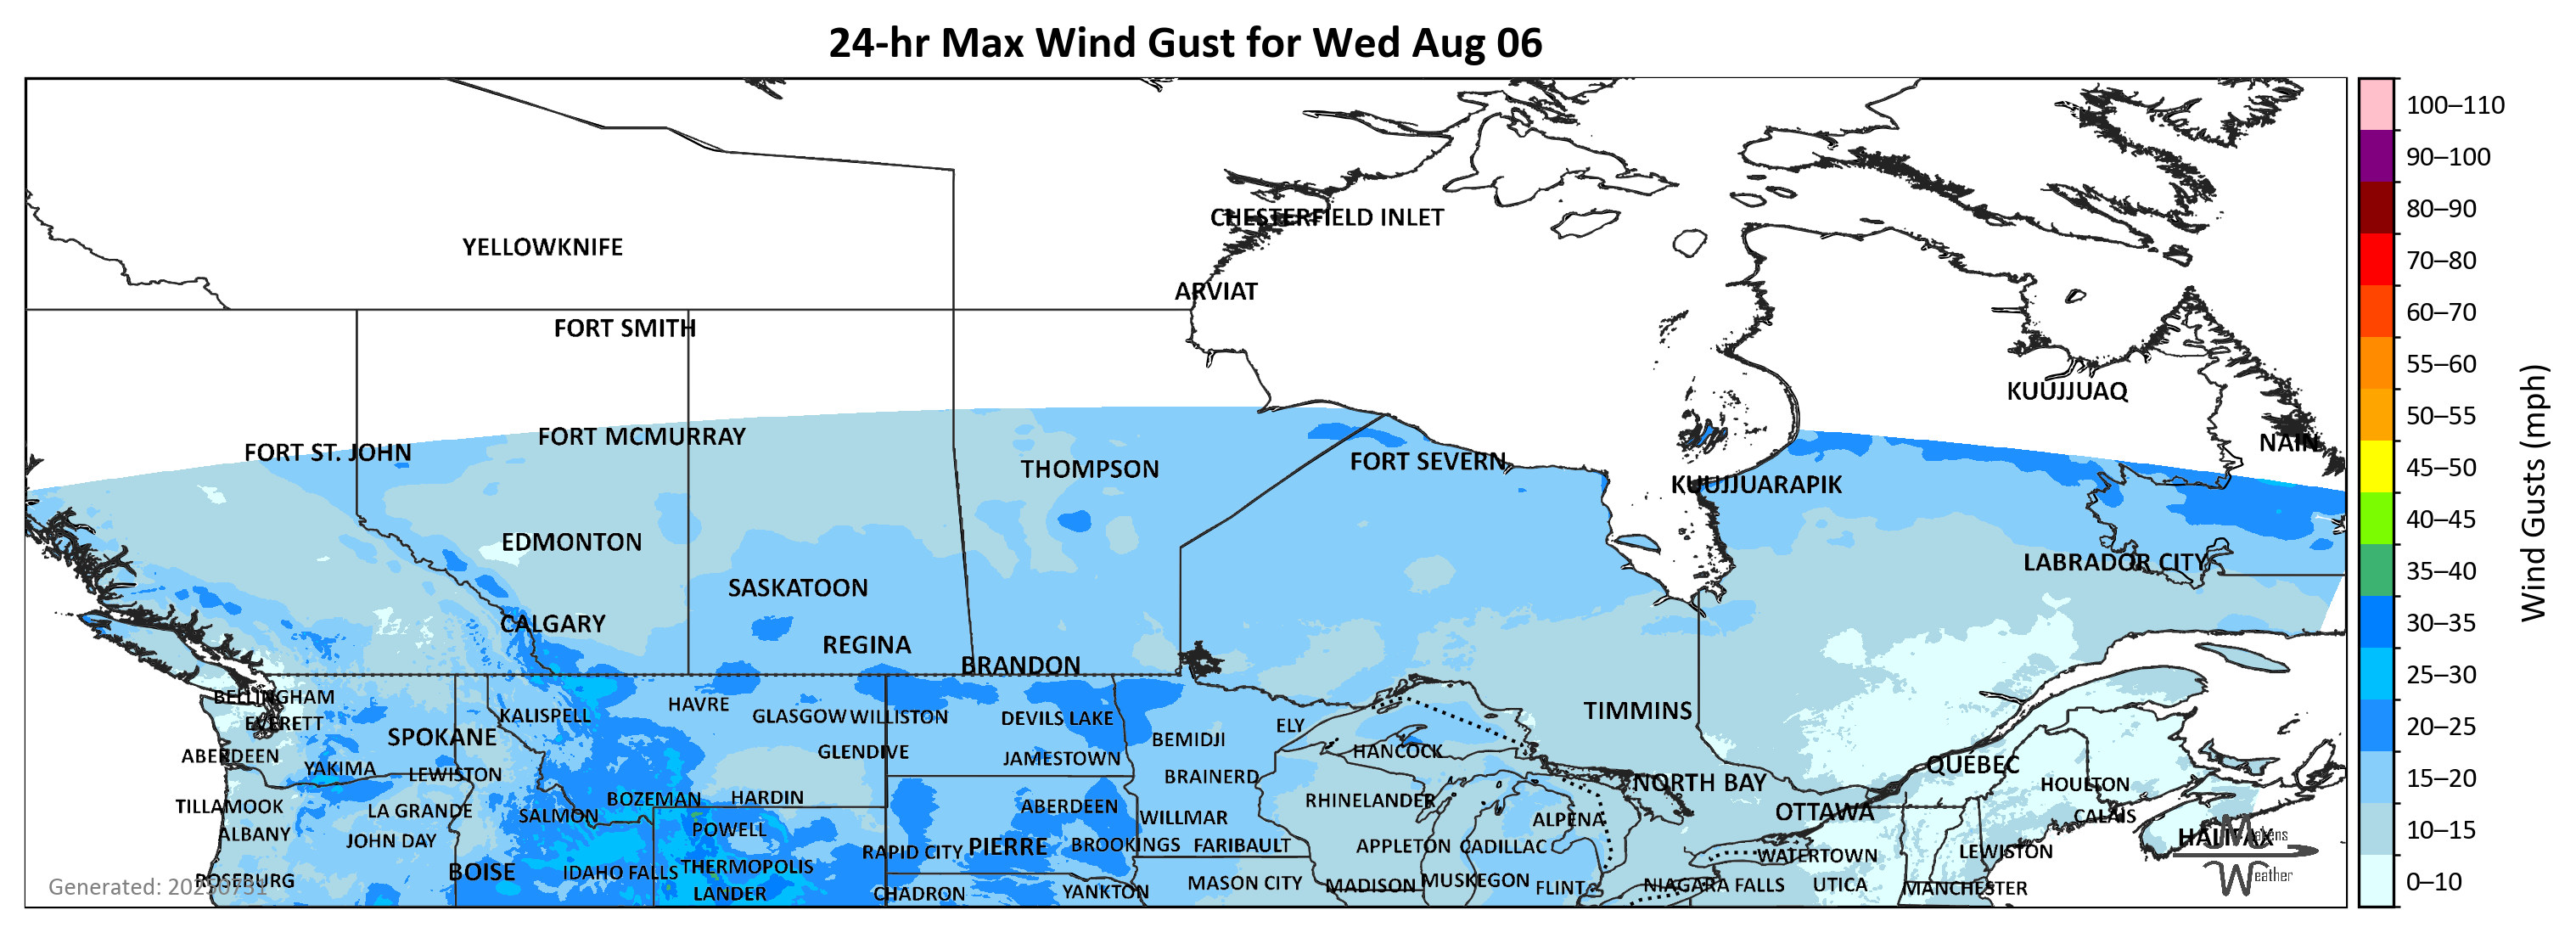 24-hr Max Wind Gust for Wed Aug 06
100–110
90–100
80–90
70–80
60–70
55–60
50–55
45–50
40–45
35–40
30–35
25–30
20–25
15–20
10–15
0–10
Wind Gusts (mph)
CHESTERFIELD INLET
YELLOWKNIFE
ARVIAT
FORT SMITH
KUUJJUAQ
FORT MCMURRAY
NAIN
FORT ST. JOHN
FORT SEVERN
THOMPSON
KUUJJUARAPIK
EDMONTON
LABRADOR CITY
SASKATOON
CALGARY
REGINA
BRANDON
BELLINGHAM
HAVRE
TIMMINS
KALISPELL
GLASGOW WILLISTON
DEVILS LAKE
EVERETT
ELY
SPOKANE
BEMIDJI
GLENDIVE
HANCOCK
ABERDEEN
JAMESTOWN
QUÉBEC
YAKIMA
LEWISTON
BRAINERD
NORTH BAY
HOULTON
BOZEMAN
HARDIN
RHINELANDER
TILLAMOOK
LA GRANDE
ABERDEEN
SALMON
WILLMAR
ALPENA
OTTAWA
CALAIS
ALBANY
POWELL
HALIFAX
JOHN DAY
RAPID CITY
PIERRE
BROOKINGS
FARIBAULT
APPLETON
CADILLAC
WATERTOWN
LEWISTON
BOISE
IDAHO FALLS
THERMOPOLIS
ROSEBURG
MASON CITY
MADISON
MUSKEGON
FLINT
NIAGARA FALLS
UTICA
MANCHESTER
LANDER
CHADRON
YANKTON
Generated:
Weather